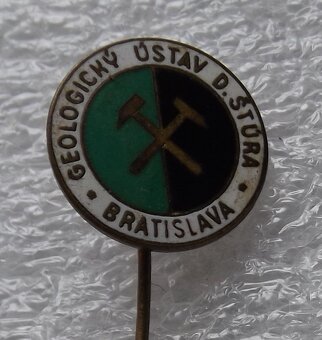 GEOLOGICKÝ ÚSTAV D. ŠTÚRA
BRATISLAVA